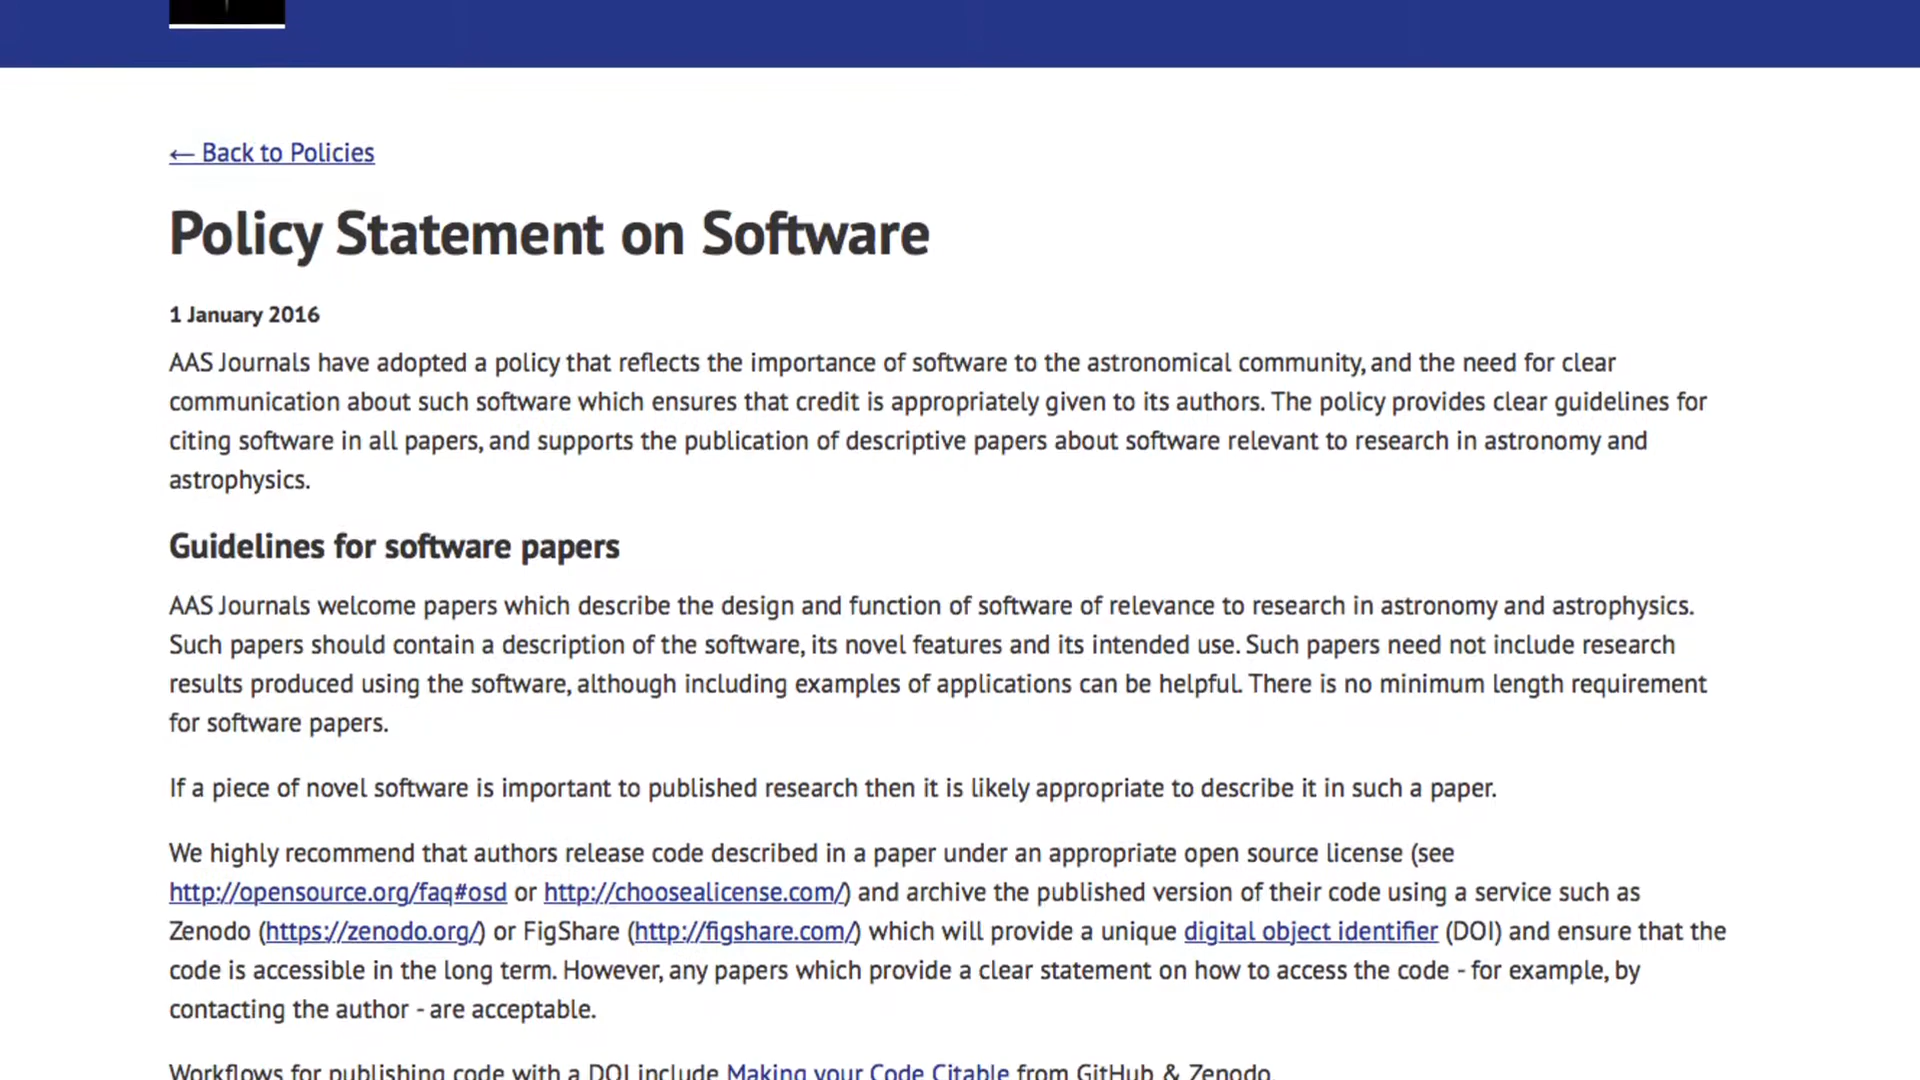 ← Back to Policies
Policy Statement on Software
1 January 2016
AAS Journals have adopted a policy that reflects the importance of software to the astronomical community, and the need for clear
communication about such software which ensures that credit is appropriately given to its authors. The policy provides clear guidelines for
citing software in all papers, and supports the publication of descriptive papers about software relevant to research in astronomy and
astrophysics.
Guidelines for software papers
AAS Journals welcome papers which describe the design and function of software of relevance to research in astronomy and astrophysics.
Such papers should contain a description of the software, its novel features and its intended use. Such papers need not include research
results produced using the software, although including examples of applications can be helpful. There is no minimum length requirement
for software papers.
If a piece of novel software is important to published research then it is likely appropriate to describe it in such a paper.
We highly recommend that authors release code described in a paper under an appropriate open source license (see
http://opensource.org/faq#osd or http://choosealicense.com/) and archive the published version of their code using a service such as
Zenodo (https://zenodo.org/) or FigShare (http://figshare.com/) which will provide a unique digital object identifier (DOI) and ensure that the
code is accessible in the long term. However, any papers which provide a clear statement on how to access the code - for example, by
contacting the author - are acceptable.
Workflows for publishing code with a DOI include Making your Code Citable from GitHub & Zenodo.